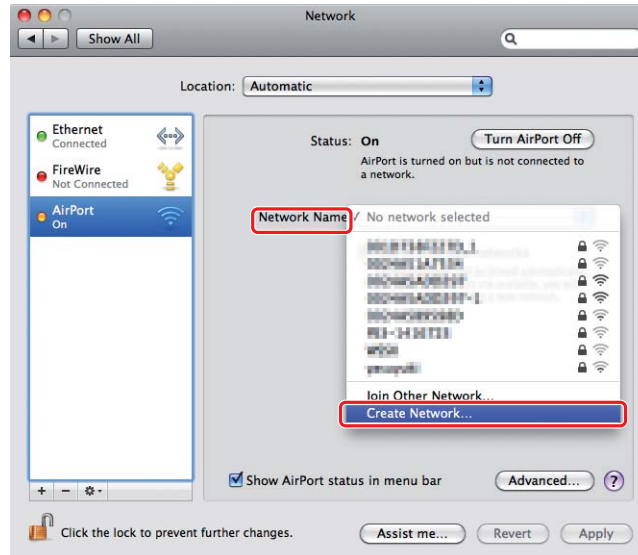 Network
Show All
Location: Automatic
Ethernet
Connected
FireWire
Not Connected
AirPort
On
Status: On
Turn AirPort Off
AirPort is turned on but is not connected to
a network.
Network Name
No network selected
Join Other Network...
Create Network...
Show AirPort status in menu bar
Advanced...
?
Click the lock to prevent further changes.
Assist me...
Revert
Apply